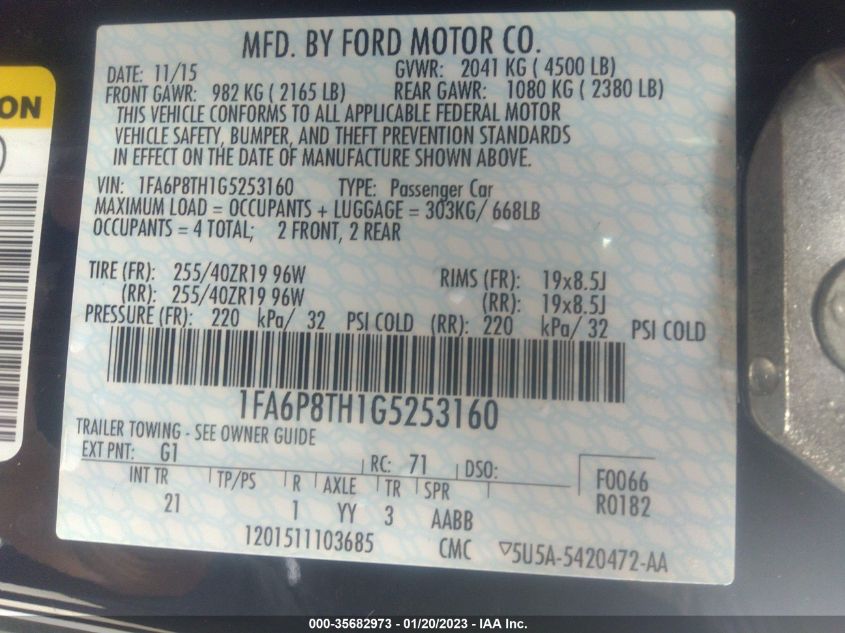 MFD. BY FORD MOTOR CO.
DATE: 11/15 GVWR: 2041 KG ( 4500 LB)
FRONT GAWR: 982 KG ( 2165 LB) REAR GAWR: 1080 KG ( 2380 LB)
THIS VEHICLE CONFORMS TO ALL APPLICABLE FEDERAL MOTOR
VEHICLE SAFETY, BUMPER, AND THEFT PREVENTION STANDARDS
IN EFFECT ON THE DATE OF MANUFACTURE SHOWN ABOVE.
VIN: 1FA6P8TH1G5253160 TYPE: Passenger Car
MAXIMUM LOAD = OCCUPANTS + LUGGAGE = 303KG/ 668LB
OCCUPANTS = 4 TOTAL; 2 FRONT, 2 REAR
TIRE (FR): 255/40ZR19 96W RIMS (FR): 19x8.5J
(RR): 255/40ZR19 96W (RR): 19x8.5J
PRESSURE (FR): 220 kPa/ 32 PSI COLD (RR): 220 kPa/ 32 PSI COLD
1FA6P8TH1G5253160
TRAILER TOWING - SEE OWNER GUIDE
EXT PNT: G1 RC: 71 DSO:
INT TR TP/PS R AXLE TR SPR F0066
21 1 YY 3 AABB R0182
1201511103685 CMC ▽5U5A-5420472-AA
ON
000-35682973 - 01/20/2023 - IAA Inc.